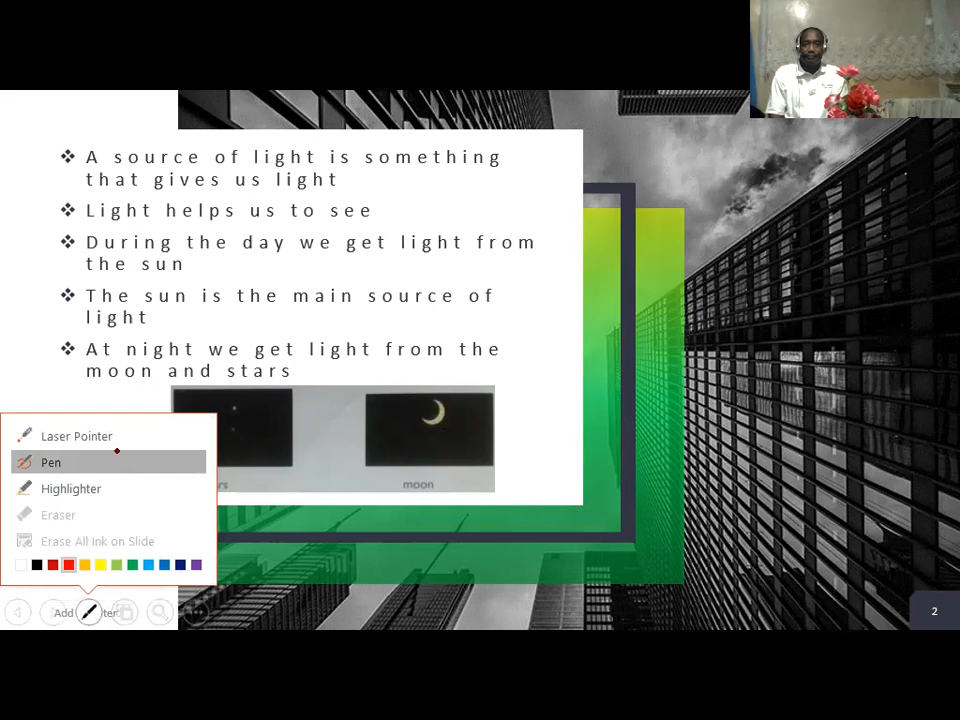 ❖ A source of light is something
that gives us light
❖ Light helps us to see
❖ During the day we get light from
the sun
❖ The sun is the main source of
light
❖ At night we get light from the
moon and stars
moon
Laser Pointer
Pen
Highlighter
Eraser
Erase All Ink on Slide
Add
2